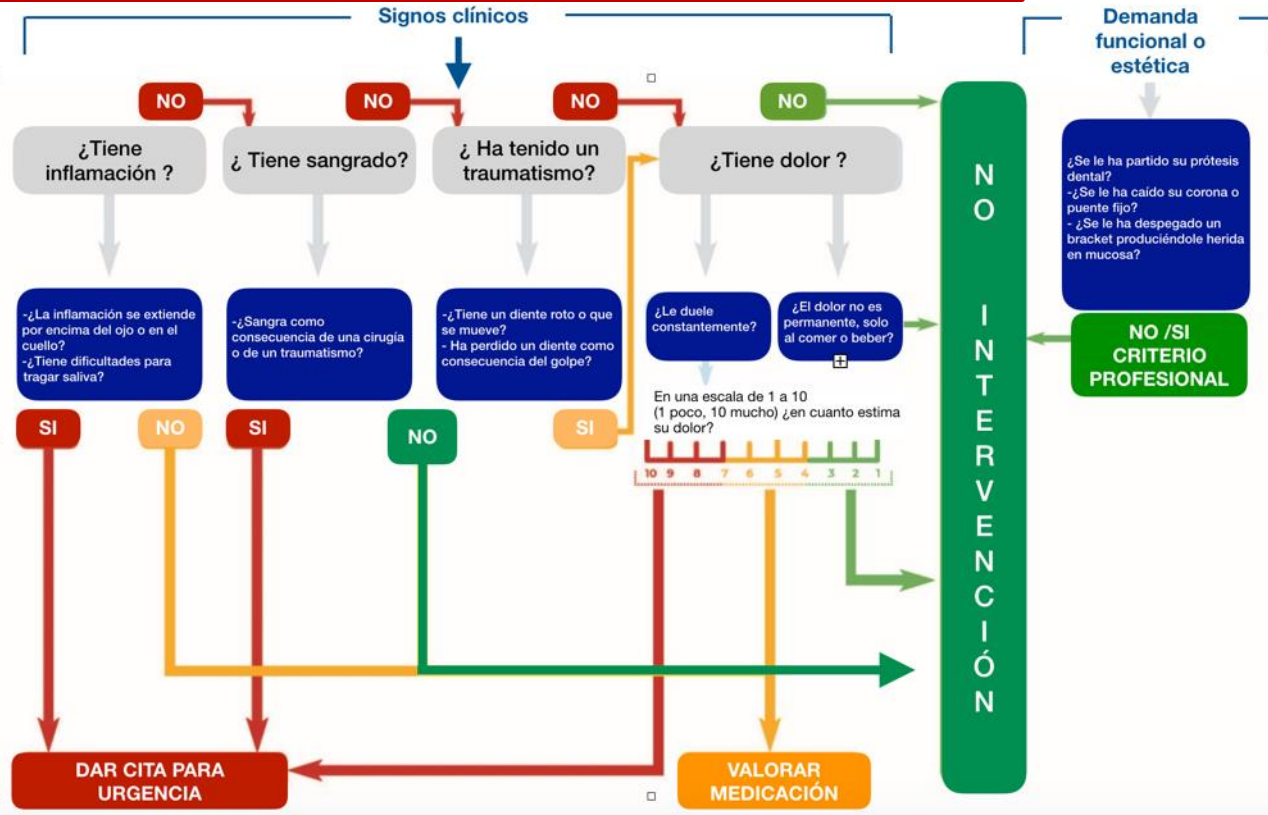 Signos clínicos
Demanda
funcional o
estética
NO
NO
NO
NO
¿Tiene
inflamación ?
¿ Tiene sangrado?
¿ Ha tenido un
traumatismo?
¿Tiene dolor ?
-¿La inflamación se extiende
por encima del ojo o en el
cuello?
-¿Tiene dificultades para
tragar saliva?
-¿Sangra como
consecuencia de una cirugía
o de un traumatismo?
-¿Tiene un diente roto o que
se mueve?
- Ha perdido un diente como
consecuencia del golpe?
¿Le duele
constantemente?
¿El dolor no es
permanente, solo
al comer o beber?
¿Se le ha partido su prótesis
dental?
-¿Se le ha caído su corona o
puente fijo?
- ¿Se le ha despegado un
bracket produciéndole herida
en mucosa?
NO /SI
CRITERIO
PROFESIONAL
SI
NO
SI
NO
SI
En una escala de 1 a 10
(1 poco, 10 mucho) ¿en cuanto estima
su dolor?
10 9 8 7 6 5 4 3 2 1
NO INTERVENCIÓN
DAR CITA PARA
URGENCIA
VALORAR
MEDICACIÓN